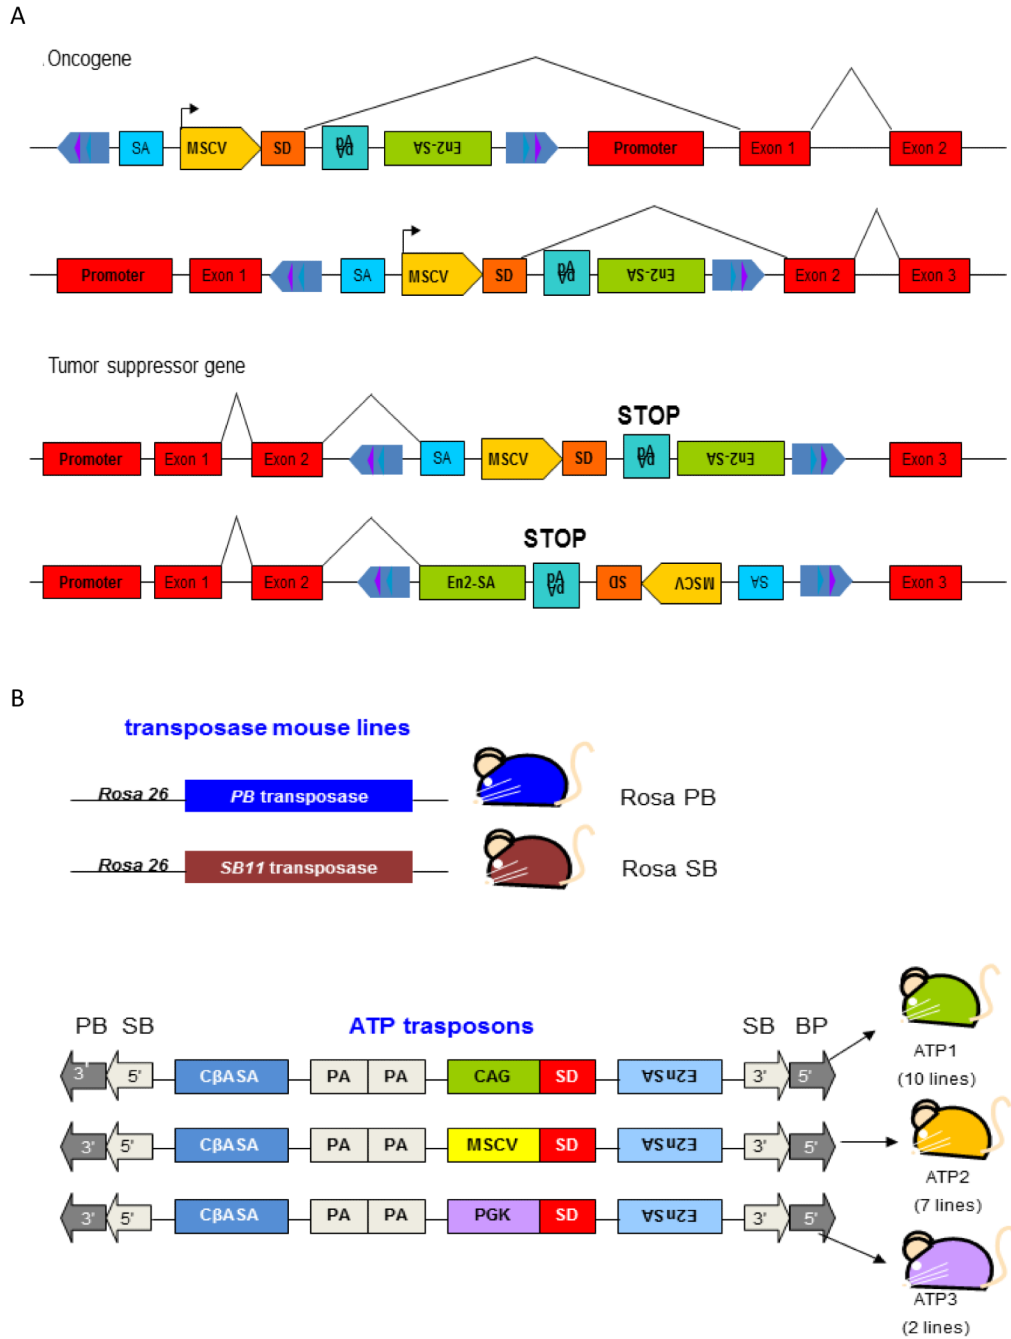 A
. Oncogene
SA MSCV SD pA pA En2-SA Promoter Exon 1 Exon 2
Promoter Exon 1 SA MSCV SD pA pA En2-SA Exon 2 Exon 3
Tumor suppressor gene
STOP
Promoter Exon 1 Exon 2 SA MSCV SD pA pA En2-SA Exon 3
STOP
Promoter Exon 1 Exon 2 En2-SA pA pA SD MSCV SA Exon 3
B
transposase mouse lines
Rosa 26 PB transposase Rosa PB
Rosa 26 SB11 transposase Rosa SB
PB SB ATP trasposons SB BP
3' 5' CβASA PA PA CAG SD En2SA 3' 5'
ATP1
(10 lines)
3' 5' CβASA PA PA MSCV SD En2SA 3' 5'
ATP2
(7 lines)
3' 5' CβASA PA PA PGK SD En2SA 3' 5'
ATP3
(2 lines)